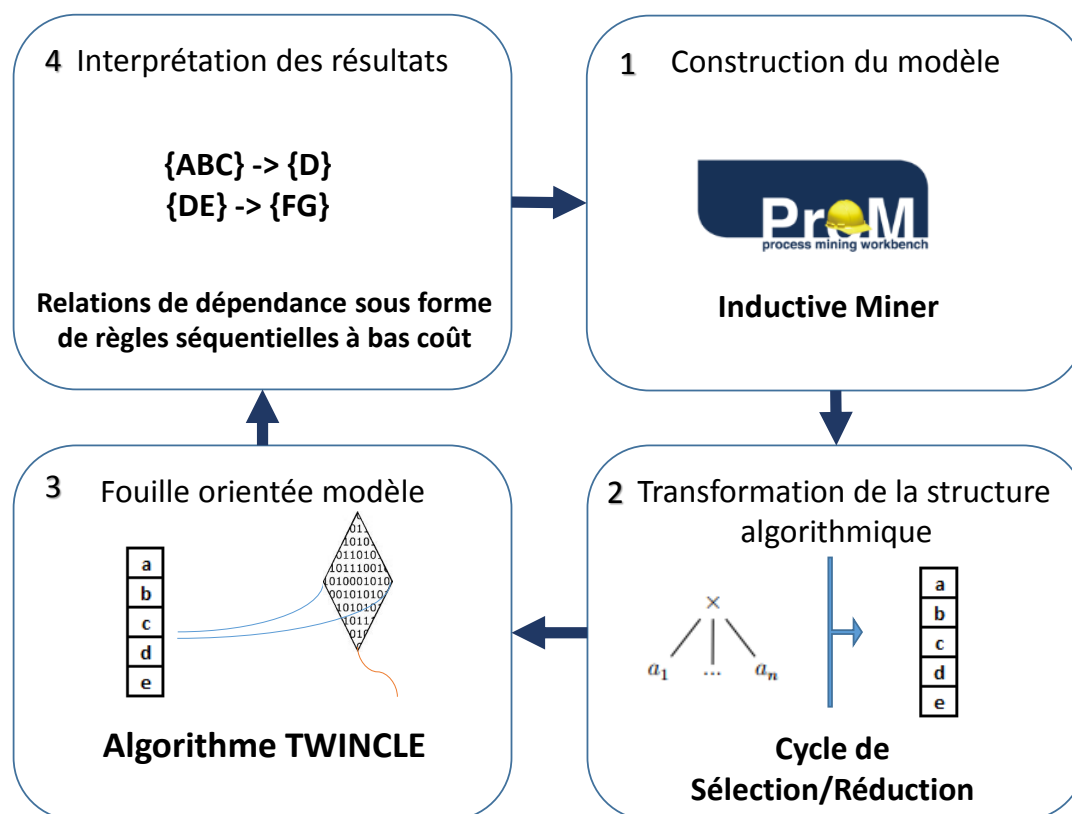 4 Interprétation des résultats
{ABC} -> {D}
{DE} -> {FG}
Relations de dépendance sous forme
de règles séquentielles à bas coût
1 Construction du modèle
ProM
process mining workbench
Inductive Miner
3 Fouille orientée modèle
a
b
c
d
e
Algorithme TWINCLE
2 Transformation de la structure
algorithmique
×
a1 ... an
a
b
c
d
e
Cycle de
Sélection/Réduction